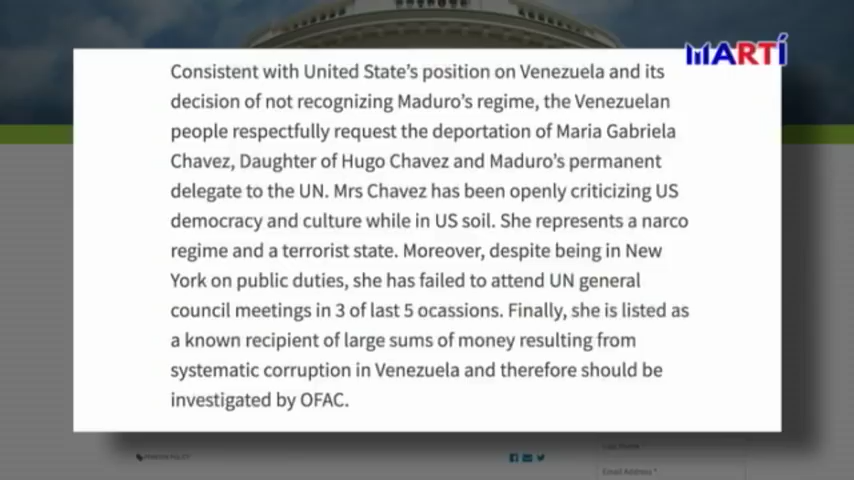 MARTÍ
Consistent with United State's position on Venezuela and its
decision of not recognizing Maduro's regime, the Venezuelan
people respectfully request the deportation of Maria Gabriela
Chavez, Daughter of Hugo Chavez and Maduro's permanent
delegate to the UN. Mrs Chavez has been openly criticizing US
democracy and culture while in US soil. She represents a narco
regime and a terrorist state. Moreover, despite being in New
York on public duties, she has failed to attend UN general
council meetings in 3 of last 5 ocassions. Finally, she is listed as
a known recipient of large sums of money resulting from
systematic corruption in Venezuela and therefore should be
investigated by OFAC.
Email Address *